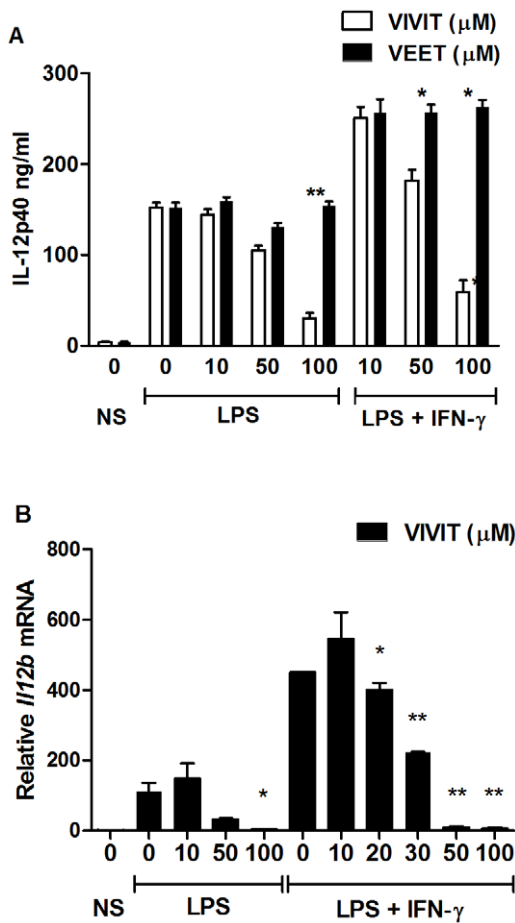 A
VIVIT (μM)
VEET (μM)
IL-12p40 ng/ml
300
200
100
0
** * * *
0 0 10 50 100 10 50 100
NS LPS LPS + IFN-γ
B
VIVIT (μM)
Relative Il12b mRNA
800
600
400
200
0
* * ** ** **
0 0 10 50 100 0 10 20 30 50 100
NS LPS LPS + IFN-γ